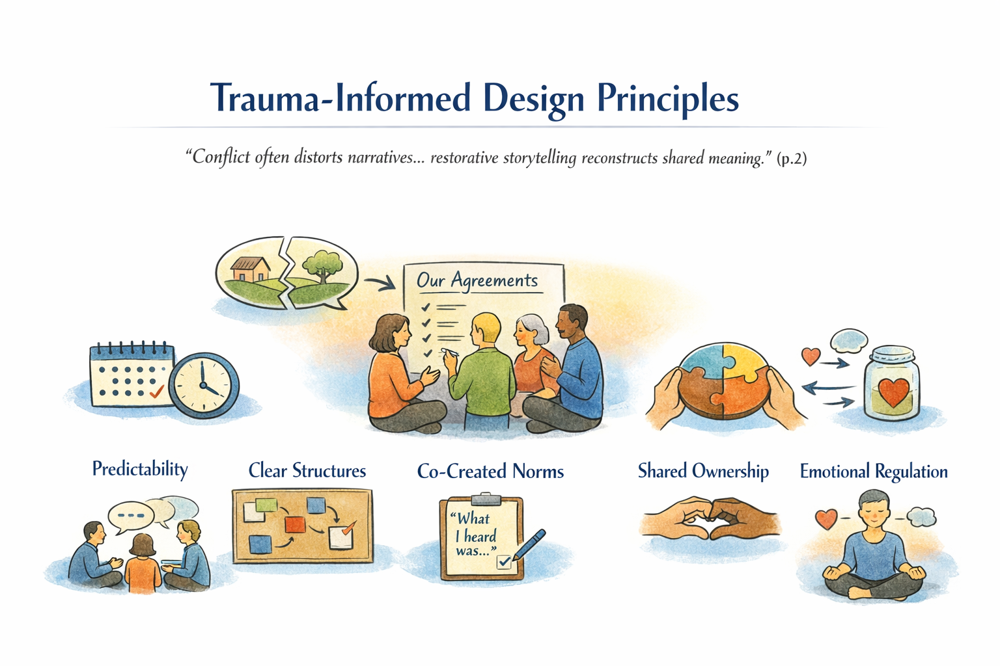 Trauma-Informed Design Principles
“Conflict often distorts narratives... restorative storytelling reconstructs shared meaning.” (p.2)
Our Agreements
Predictability
Clear Structures
Co-Created Norms
Shared Ownership
Emotional Regulation
“What
I heard
was...”